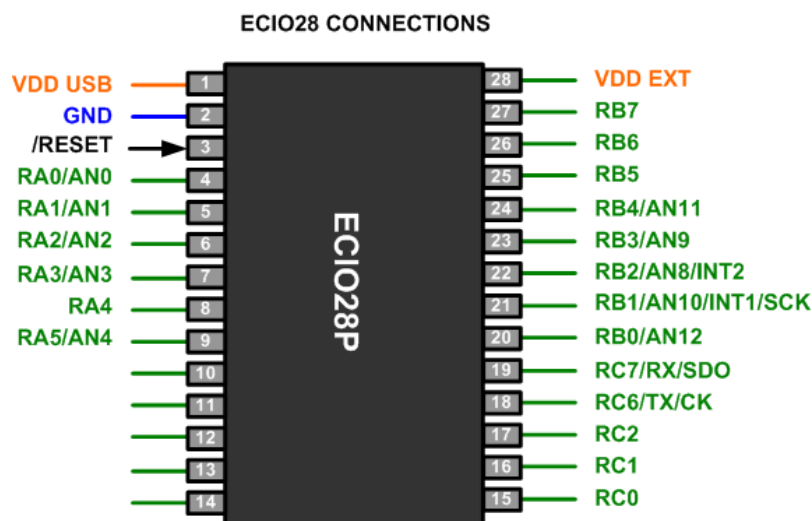 ECIO28 CONNECTIONS
VDD USB 1 28 VDD EXT
GND 2 27 RB7
/RESET 3 26 RB6
RA0/AN0 4 25 RB5
RA1/AN1 5 24 RB4/AN11
RA2/AN2 6 23 RB3/AN9
RA3/AN3 7 22 RB2/AN8/INT2
RA4 8 21 RB1/AN10/INT1/SCK
RA5/AN4 9 20 RB0/AN12
10 19 RC7/RX/SDO
11 18 RC6/TX/CK
12 17 RC2
13 16 RC1
14 15 RC0
ECIO28P